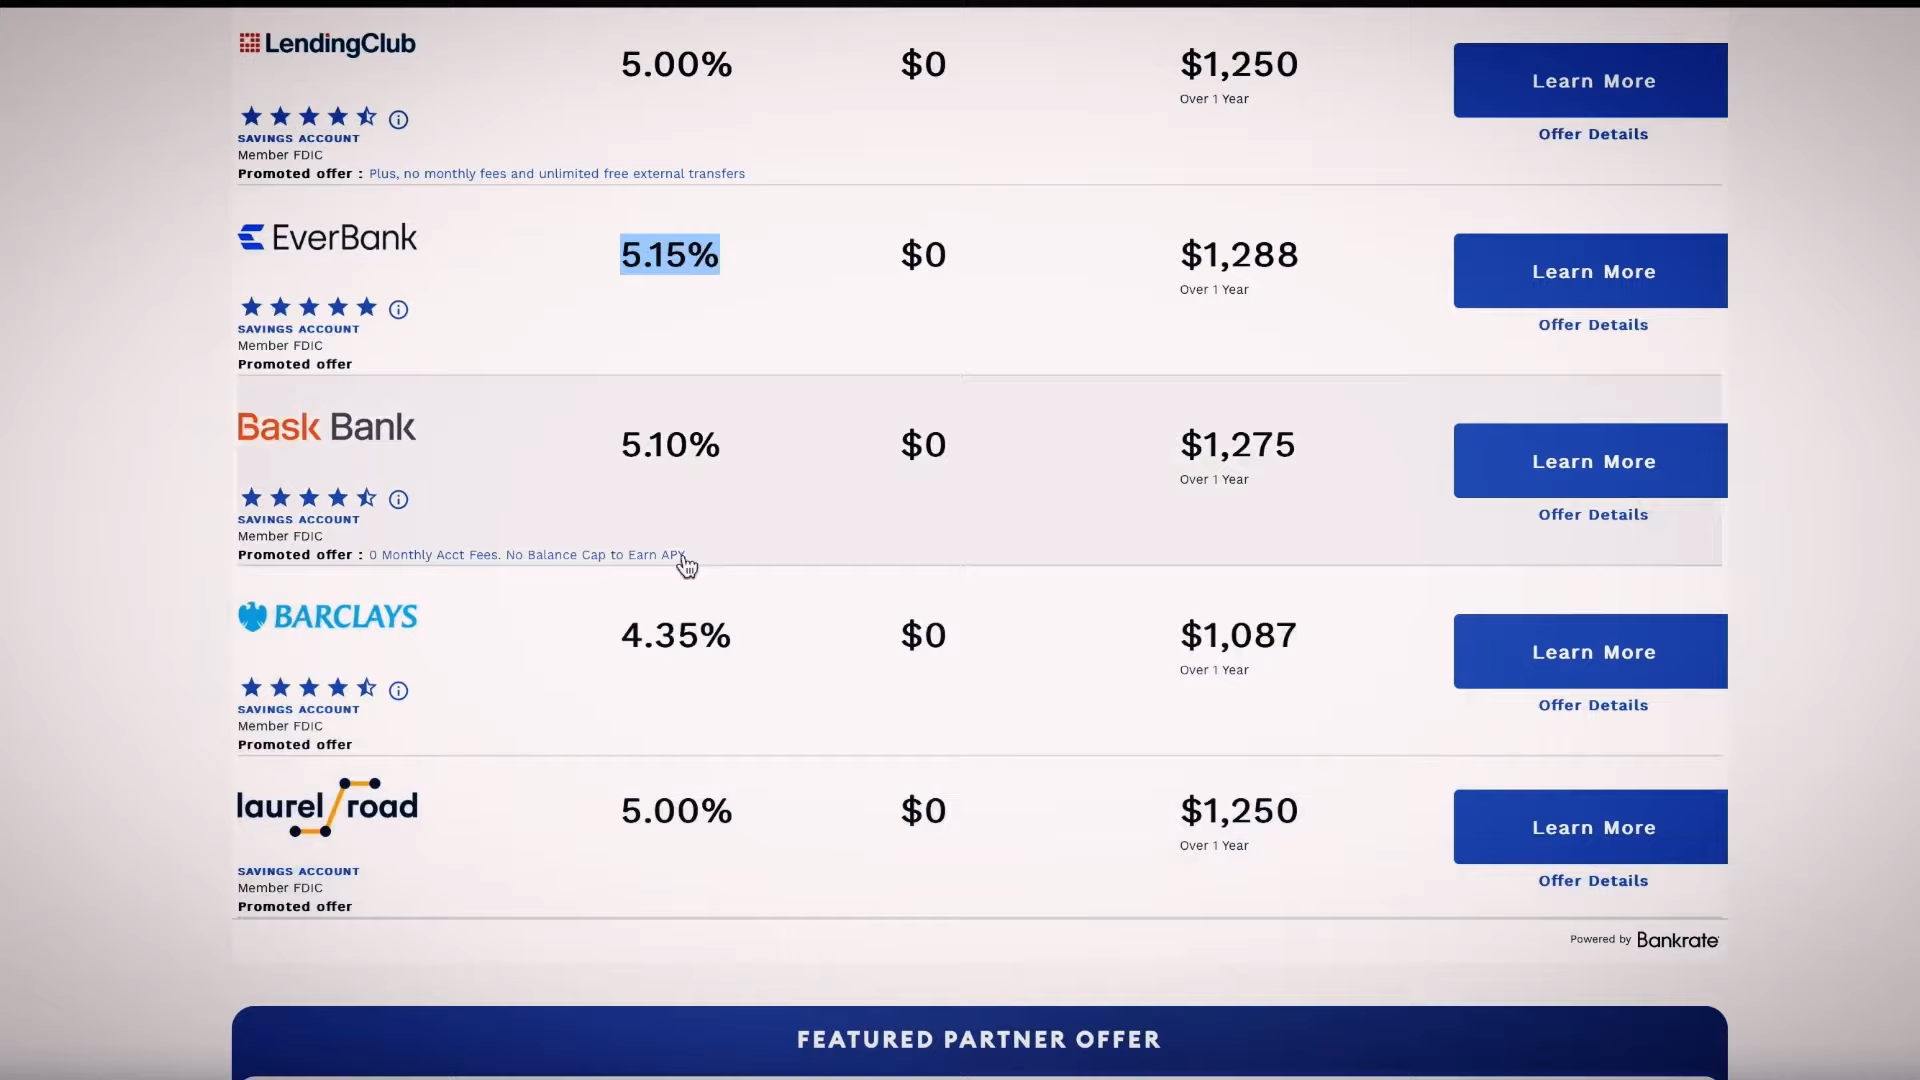 LendingClub
5.00%
$0
$1,250
Over 1 Year
Learn More
Offer Details
SAVINGS ACCOUNT
Member FDIC
Promoted offer : Plus, no monthly fees and unlimited free external transfers
EverBank
5.15%
$0
$1,288
Over 1 Year
Learn More
Offer Details
SAVINGS ACCOUNT
Member FDIC
Promoted offer
Bask Bank
5.10%
$0
$1,275
Over 1 Year
Learn More
Offer Details
SAVINGS ACCOUNT
Member FDIC
Promoted offer : 0 Monthly Acct Fees. No Balance Cap to Earn APY
BARCLAYS
4.35%
$0
$1,087
Over 1 Year
Learn More
Offer Details
SAVINGS ACCOUNT
Member FDIC
Promoted offer
laurel road
5.00%
$0
$1,250
Over 1 Year
Learn More
Offer Details
SAVINGS ACCOUNT
Member FDIC
Promoted offer
Powered by Bankrate
FEATURED PARTNER OFFER